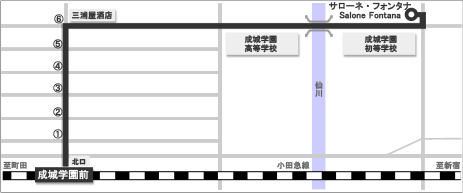 サローネ・フォンタナ
Salone Fontana
⑥
三浦屋酒店
⑤
成城学園
高等学校
成城学園
初等学校
④
③
仙川
②
①
北口
至町田
小田急線
至新宿
成城学園前